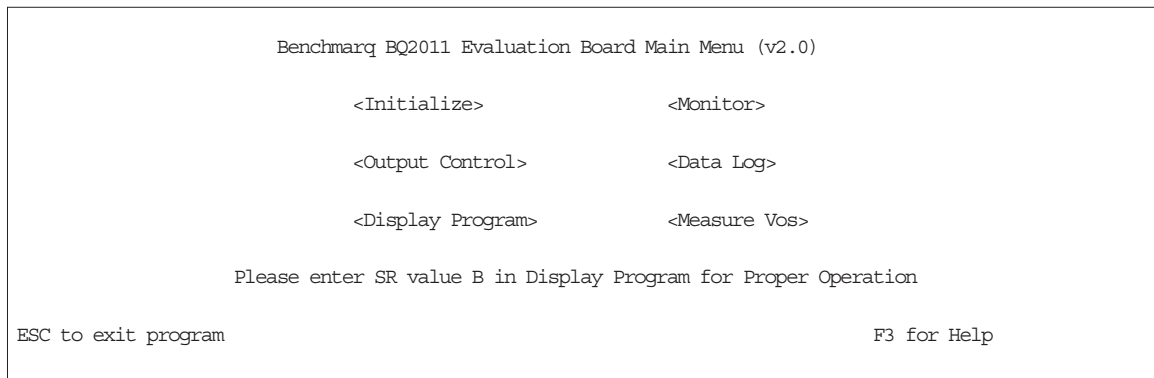 Benchmarq BQ2011 Evaluation Board Main Menu (v2.0)
<Initialize> <Monitor>
<Output Control> <Data Log>
<Display Program> <Measure Vos>
Please enter SR value B in Display Program for Proper Operation
ESC to exit program F3 for Help